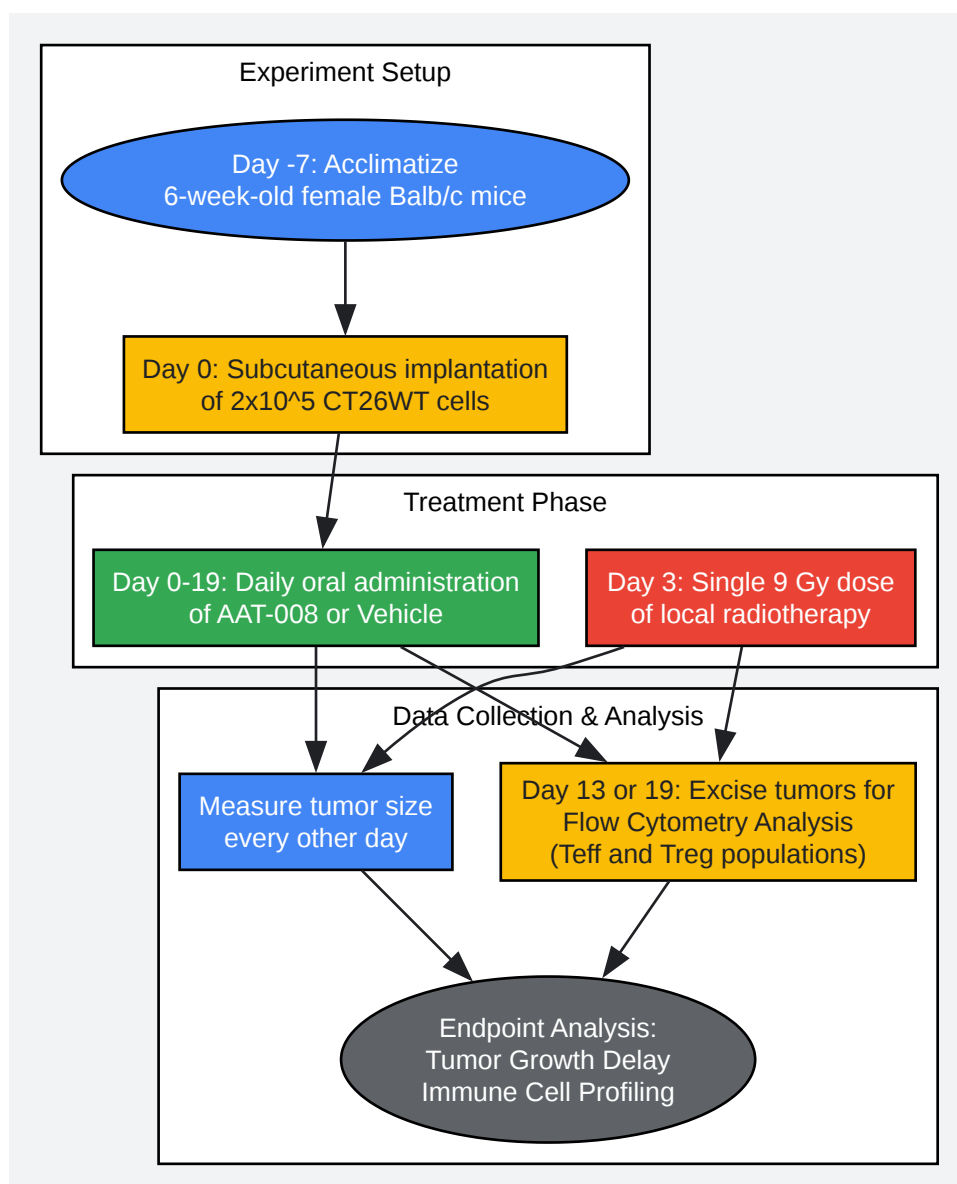 Experiment Setup
Day -7: Acclimatize
6-week-old female Balb/c mice
Day 0: Subcutaneous implantation
of 2x10^5 CT26WT cells
Treatment Phase
Day 0-19: Daily oral administration
of AAT-008 or Vehicle
Day 3: Single 9 Gy dose
of local radiotherapy
Data Collection & Analysis
Measure tumor size
every other day
Day 13 or 19: Excise tumors for
Flow Cytometry Analysis
(Teff and Treg populations)
Endpoint Analysis:
Tumor Growth Delay
Immune Cell Profiling